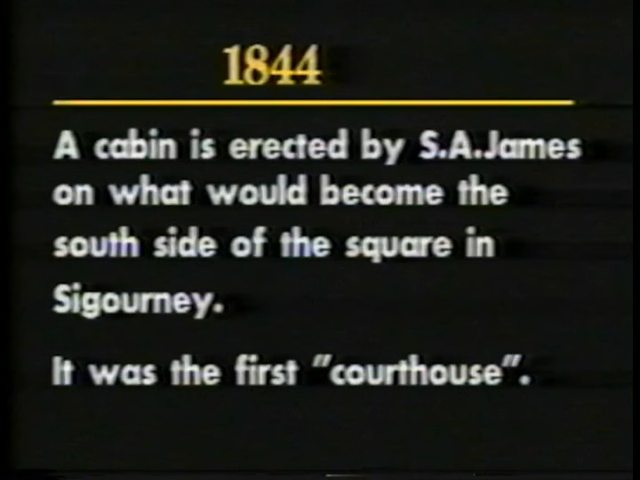 1844
A cabin is erected by S.A.James
on what would become the
south side of the square in
Sigourney.
It was the first "courthouse".